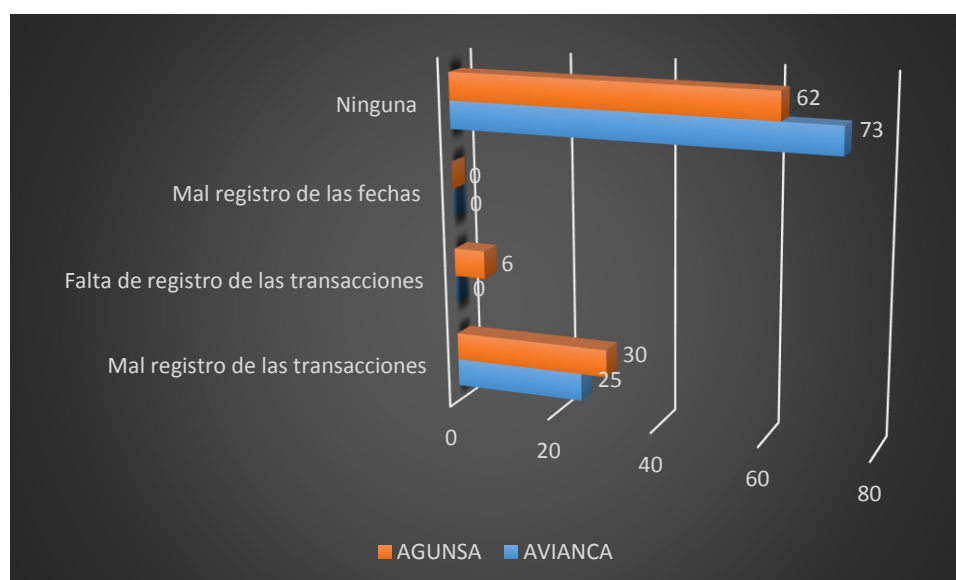 Ninguna
62
73
Mal registro de las fechas
0
0
Falta de registro de las transacciones
6
0
Mal registro de las transacciones
30
25
0
20
40
60
80
AGUNSA AVIANCA